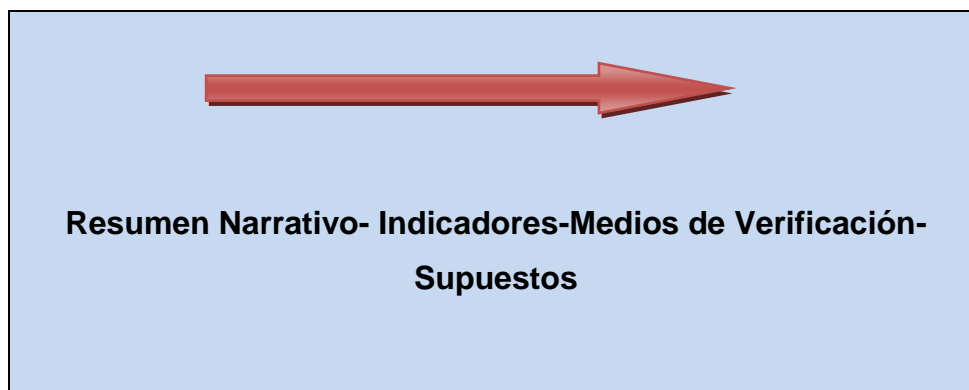 Resumen Narrativo- Indicadores-Medios de Verificación-
Supuestos